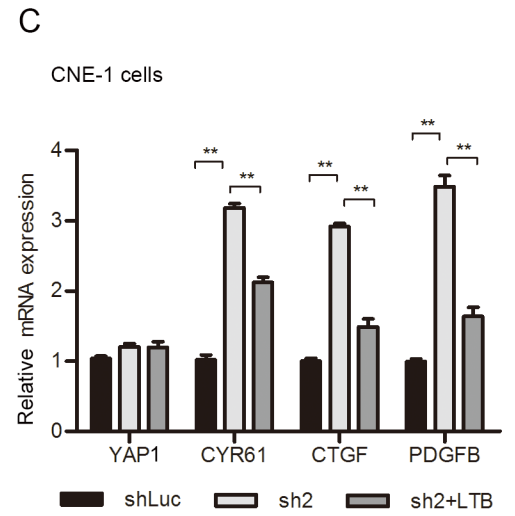 C
CNE-1 cells
** ** ** ** ** **
Relative mRNA expression
4
3
2
1
0
YAP1 CYR61 CTGF PDGFB
shLuc sh2 sh2+LTB